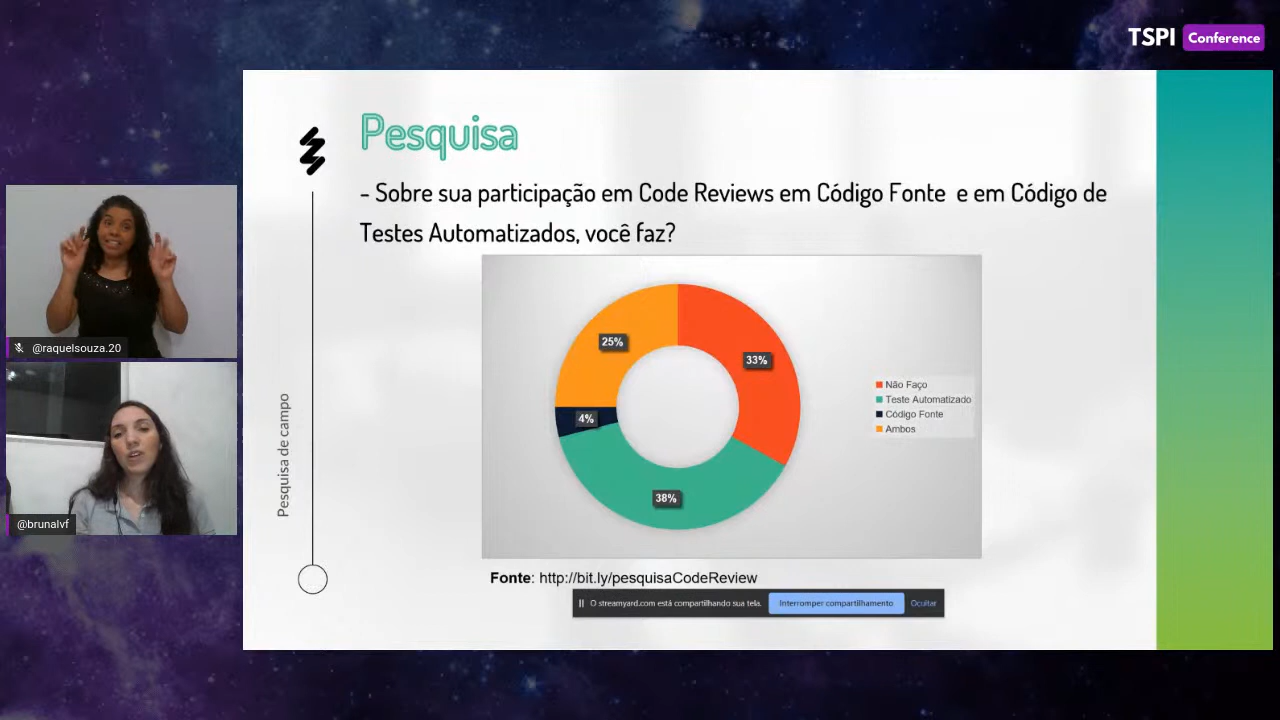 TSPI Conference
Pesquisa
- Sobre sua participação em Code Reviews em Código Fonte e em Código de
Testes Automatizados, você faz?
25%
33%
4%
38%
Não Faço
Teste Automatizado
Código Fonte
Ambos
Pesquisa de campo
Fonte: http://bit.ly/pesquisaCodeReview
O streamyard.com está compartilhando sua tela. Interromper compartilhamento Ocultar
@raquelsouza.20
@brunalvf